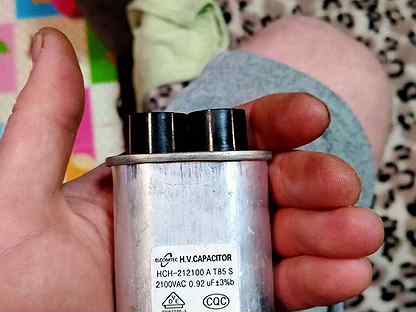 H.V.CAPACITOR
HCH-212100 A T85 S
2100VAC 0.92 uF±3%
CQC